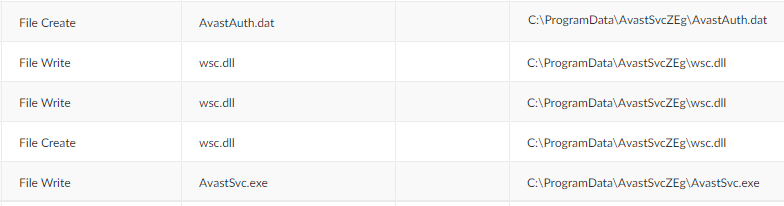 File Create AvastAuth.dat C:\ProgramData\AvastSvcZEg\AvastAuth.dat
File Write wsc.dll C:\ProgramData\AvastSvcZEg\wsc.dll
File Write wsc.dll C:\ProgramData\AvastSvcZEg\wsc.dll
File Create wsc.dll C:\ProgramData\AvastSvcZEg\wsc.dll
File Write AvastSvc.exe C:\ProgramData\AvastSvcZEg\AvastSvc.exe